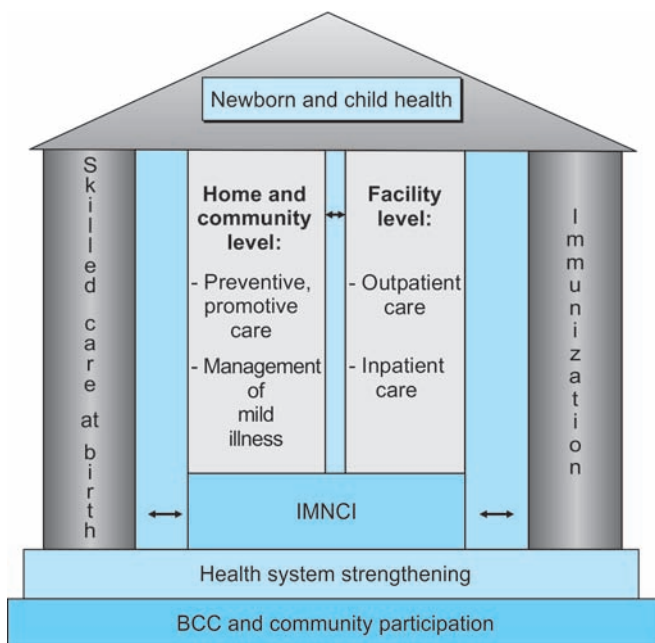 Newborn and child health
Skilled care at birth
Home and
community
level:
- Preventive,
promotive
care
- Management
of
mild
illness
Facility
level:
- Outpatient
care
- Inpatient
care
Immunization
IMNCI
Health system strengthening
BCC and community participation